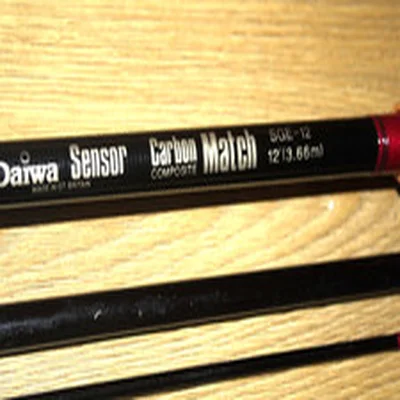 Daiwa Sensor Carbon COMPOSITE Match SGE-12 12'(3.66m)
MADE IN GT BRITAIN